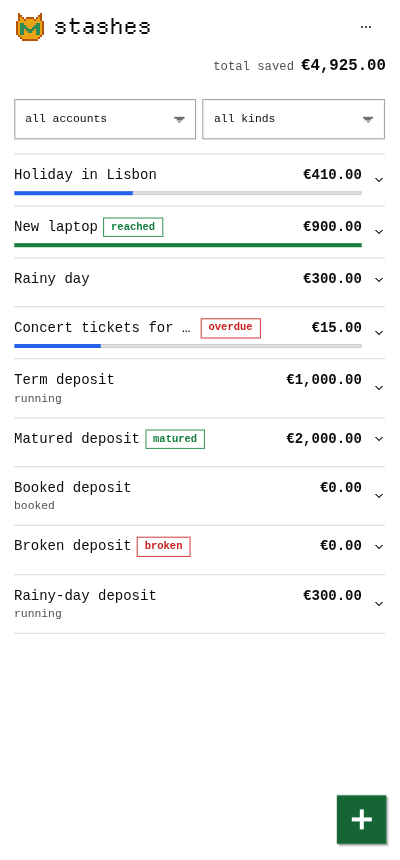 stashes ...
total saved €4,925.00
all accounts all kinds
Holiday in Lisbon €410.00
New laptop reached €900.00
Rainy day €300.00
Concert tickets for … overdue €15.00
Term deposit €1,000.00
running
Matured deposit matured €2,000.00
Booked deposit €0.00
booked
Broken deposit broken €0.00
Rainy-day deposit €300.00
running
+